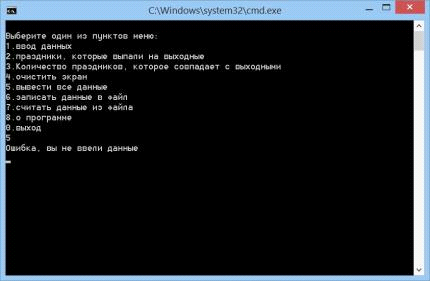 C:\Windows\system32\cmd.exe
Выберите один из пунктов меню:
1.ввод данных
2.праздники, которые выпали на выходные
3.Количество праздников, которое совпадает с выходными
4.очистить экран
5.вывести все данные
6.записать данные в файл
7.считать данные из файла
8.о программе
0.выход
5
Ошибка, вы не ввели данные